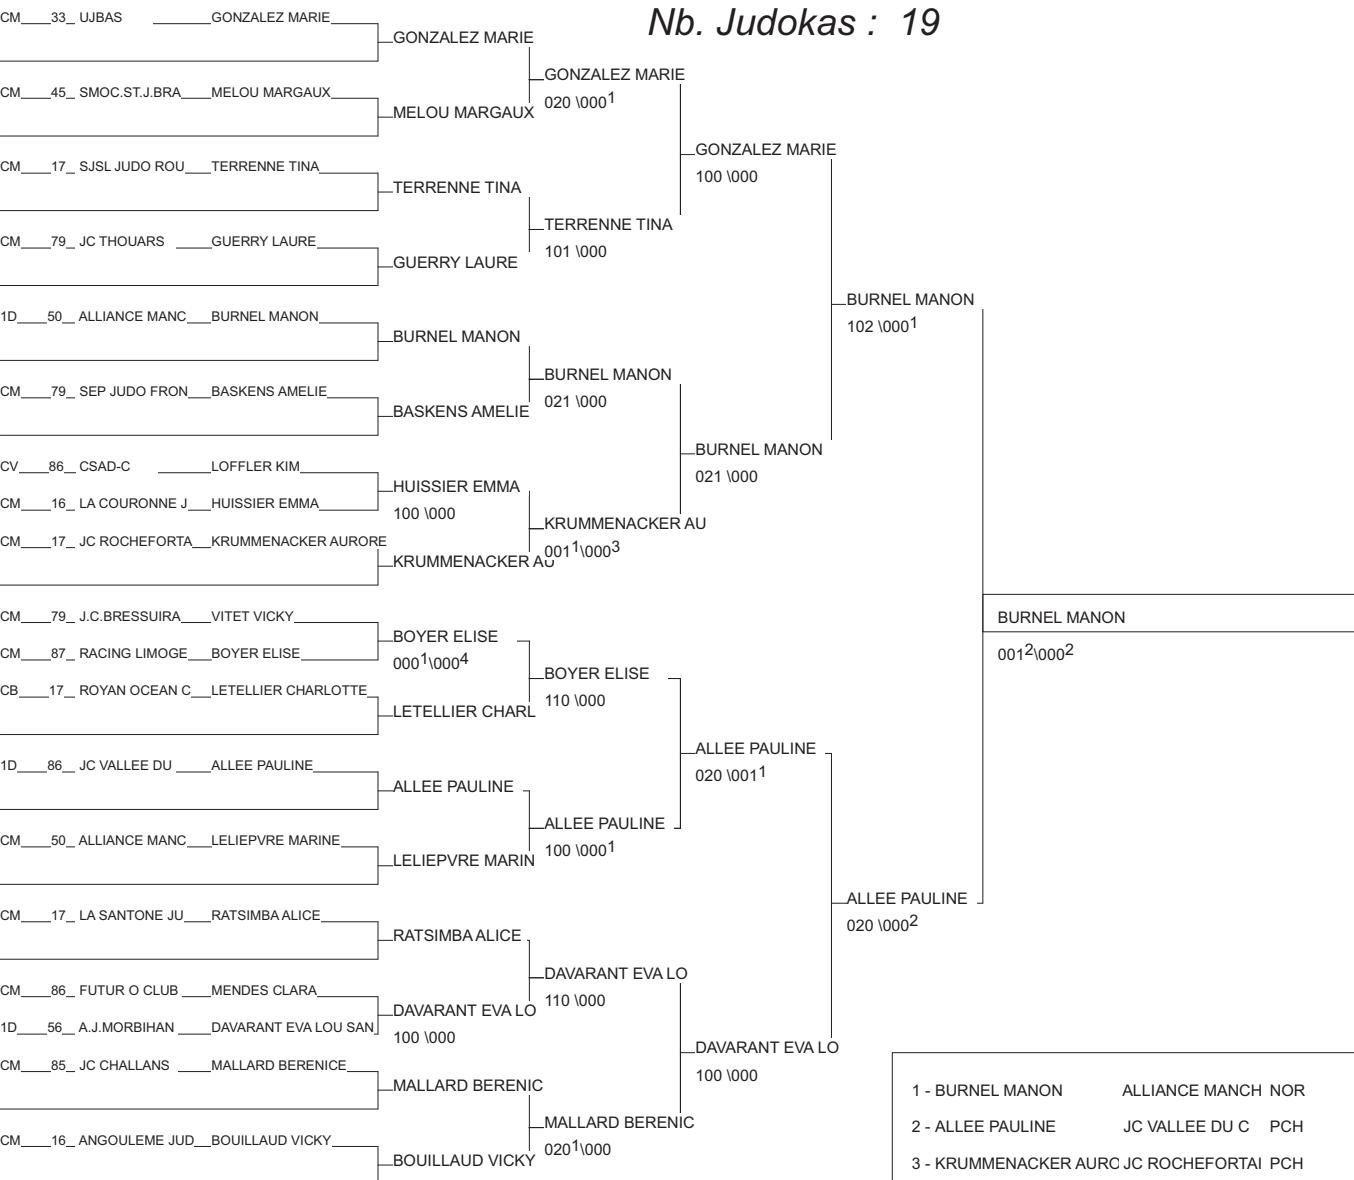 Nb. Judokas : 19
CM 33 UJBAS GONZALEZ MARIE
CM 45 SMOC.ST.J.BRA MELOU MARGAUX
CM 17 SJSL JUDO ROU TERRENNE TINA
CM 79 JC THOUARS GUERRY LAURE
1D 50 ALLIANCE MANC BURNEL MANON
CM 79 SEP JUDO FRON BASKENS AMELIE
CV 86 CSAD-C LOFFLER KIM
CM 16 LA COURONNE J HUISSIER EMMA
CM 17 JC ROCHEFORTA KRUMMENACKER AURORE
CM 79 J.C.BRESSUIRA VITET VICKY
CM 87 RACING LIMOGE BOYER ELISE
CB 17 ROYAN OCEAN C LETELLIER CHARLOTTE
1D 86 JC VALLEE DU ALLEE PAULINE
CM 50 ALLIANCE MANC LELIEPVRE MARINE
CM 17 LA SANTONE JU RATSIMBA ALICE
CM 86 FUTUR O CLUB MENDES CLARA
1D 56 A.J.MORBIHAN DAVARANT EVA LOU SAN
CM 85 JC CHALLANS MALLARD BERENICE
CM 16 ANGOULEME JUD BOUILLAUD VICKY
GONZALEZ MARIE
MELOU MARGAUX
TERRENNE TINA
GUERRY LAURE
BURNEL MANON
BASKENS AMELIE
HUISSIER EMMA
100 \000
KRUMMENACKER AU
BOYER ELISE
000¹\000⁴
LETELLIER CHARL
ALLEE PAULINE
LELIEPVRE MARIN
RATSIMBA ALICE
DAVARANT EVA LO
100 \000
MALLARD BERENIC
BOUILLAUD VICKY
GONZALEZ MARIE
020 \000¹
TERRENNE TINA
101 \000
BURNEL MANON
021 \000
KRUMMENACKER AU
001¹\000³
BOYER ELISE
110 \000
ALLEE PAULINE
100 \000¹
DAVARANT EVA LO
110 \000
MALLARD BERENIC
020¹\000
GONZALEZ MARIE
100 \000
BURNEL MANON
021 \000
ALLEE PAULINE
020 \001¹
DAVARANT EVA LO
100 \000
BURNEL MANON
102 \000¹
ALLEE PAULINE
020 \000²
BURNEL MANON
001²\000²
1 - BURNEL MANON ALLIANCE MANCH NOR
2 - ALLEE PAULINE JC VALLEE DU C PCH
3 - KRUMMENACKER AURO JC ROCHEFORTAI PCH